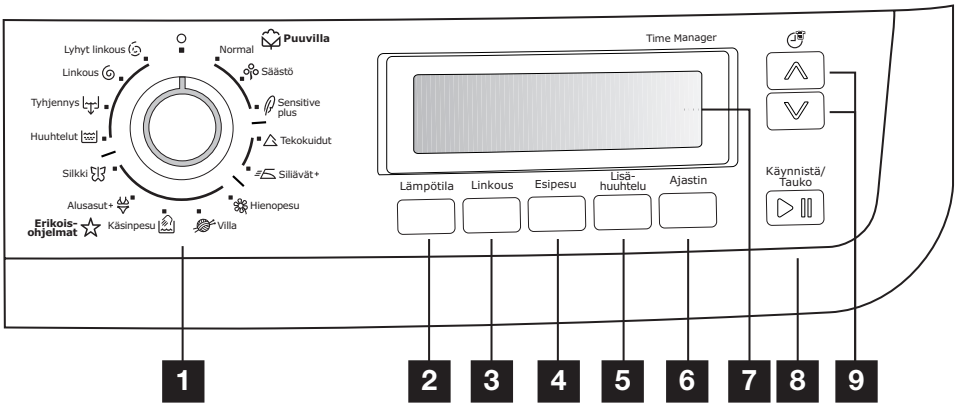 Puuvilla
Normal
Säästö
Sensitive
plus
Tekokuidut
Siliävät+
Hienopesu
Villa
Käsinpesu
Erikois-
ohjelmat
Alusasut+
Silkki
Huuhtelut
Tyhjennys
Linkous
Lyhyt linkous
Time Manager
Lämpötila
Linkous
Esipesu
Lisä-
huuhtelu
Ajastin
Käynnistä/
Tauko
1
2
3
4
5
6
7
8
9